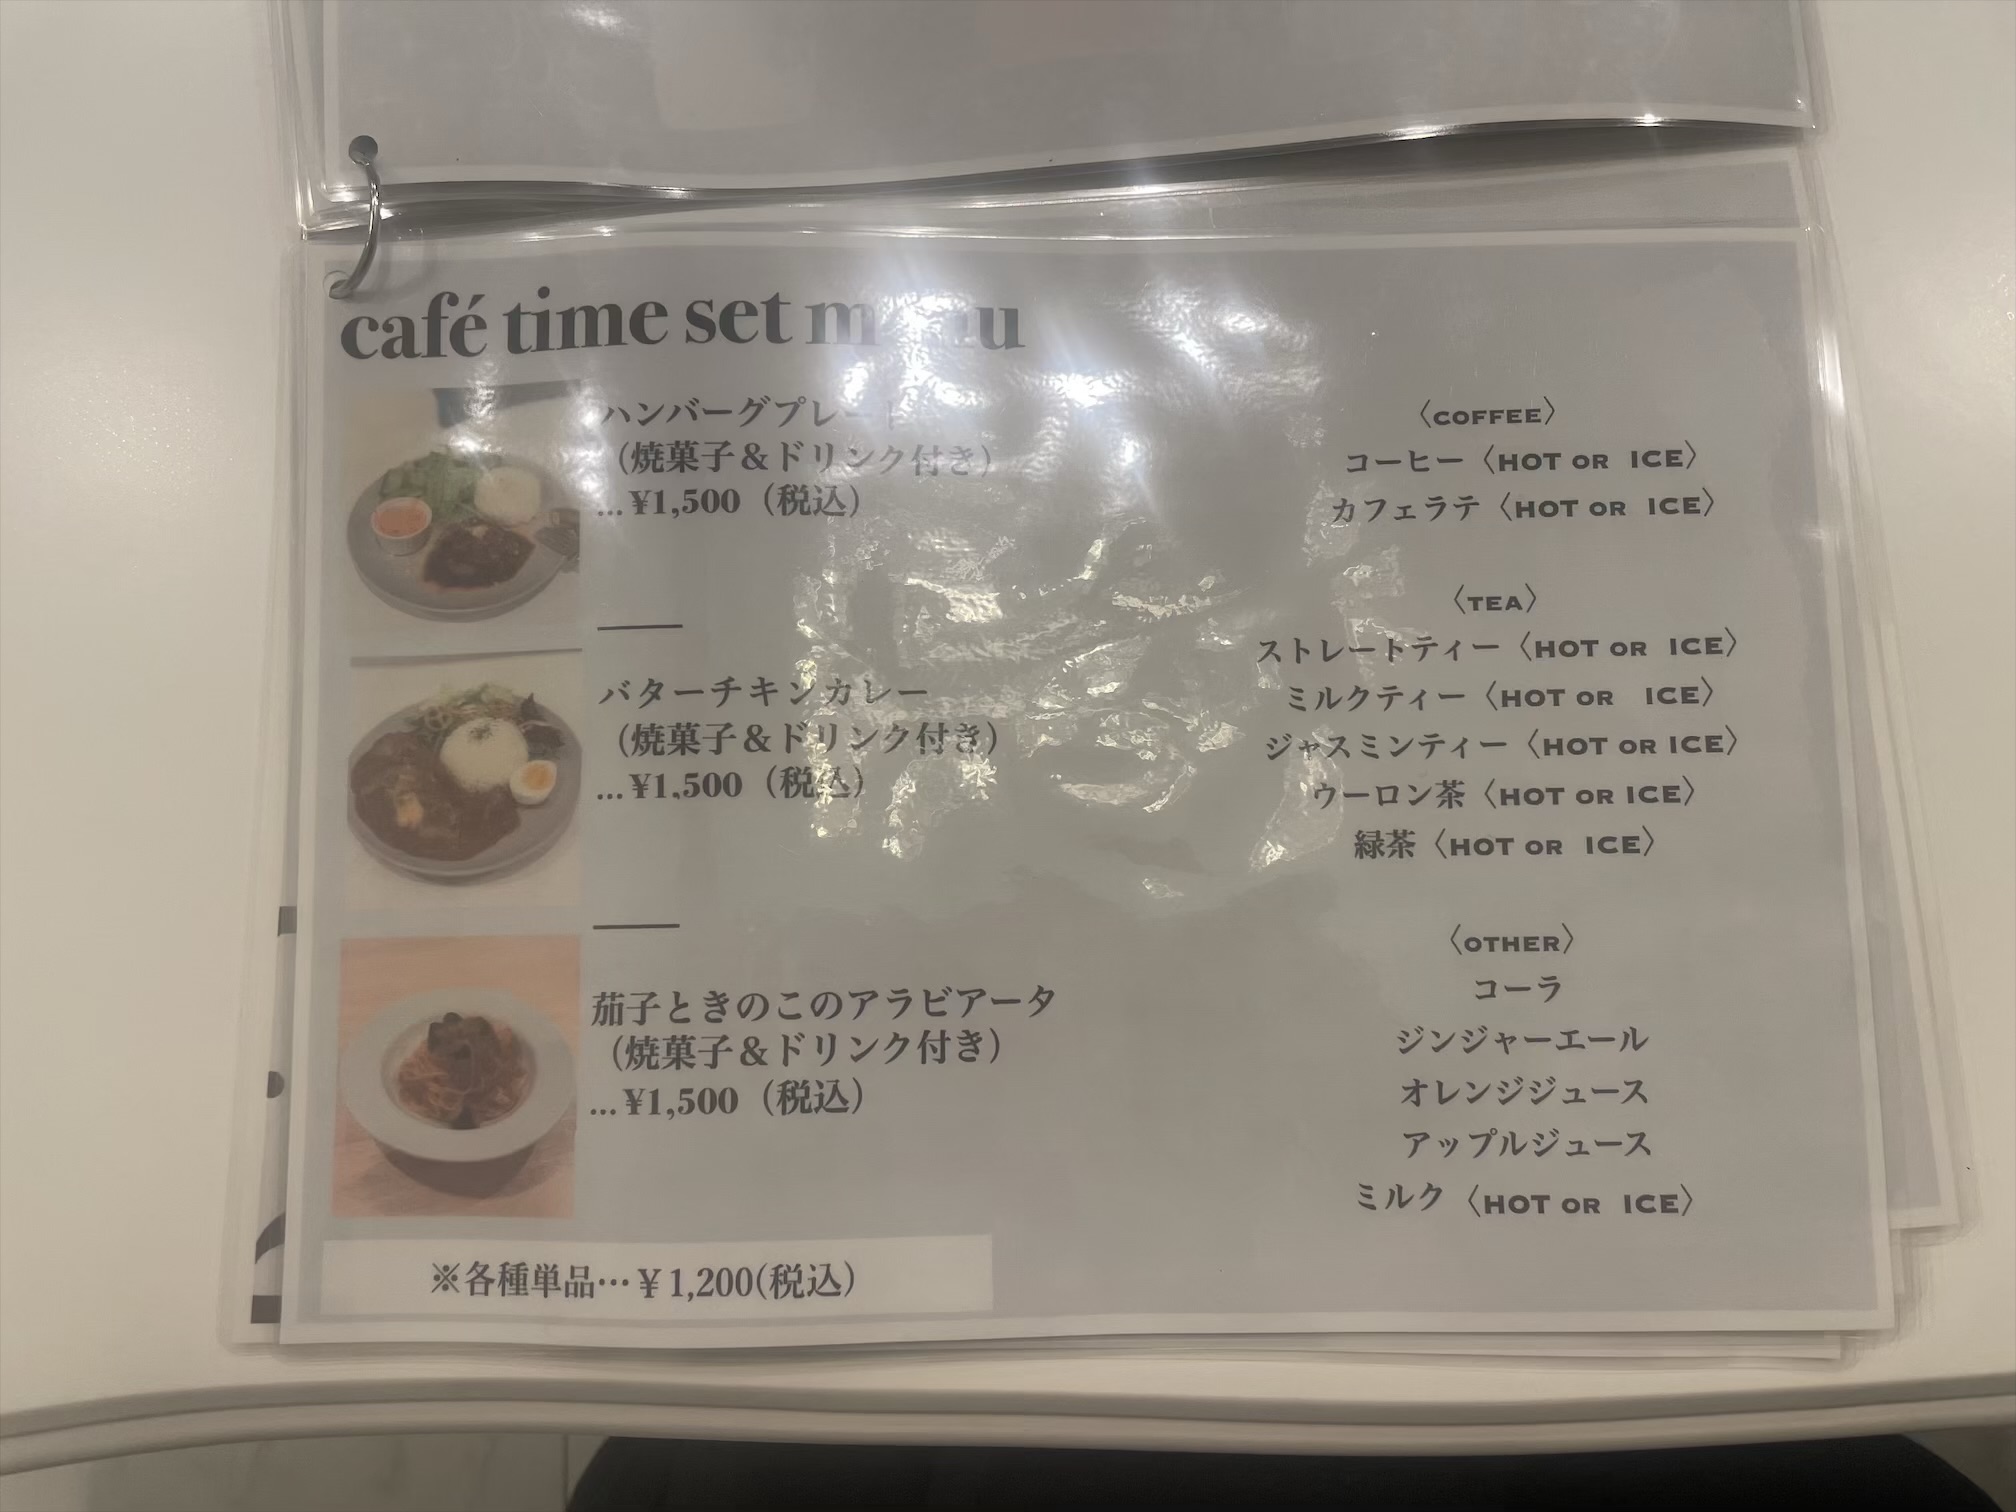 café time set menu
ハンバーグプレート
（焼菓子＆ドリンク付き）
...¥1,500（税込）
バターチキンカレー
（焼菓子＆ドリンク付き）
...¥1,500（税込）
茄子ときのこのアラビアータ
（焼菓子＆ドリンク付き）
...¥1,500（税込）
※各種単品…¥1,200(税込)
〈COFFEE〉
コーヒー〈HOT OR ICE〉
カフェラテ〈HOT OR ICE〉
〈TEA〉
ストレートティー〈HOT OR ICE〉
ミルクティー〈HOT OR ICE〉
ジャスミンティー〈HOT OR ICE〉
ウーロン茶〈HOT OR ICE〉
緑茶〈HOT OR ICE〉
〈OTHER〉
コーラ
ジンジャーエール
オレンジジュース
アップルジュース
ミルク〈HOT OR ICE〉